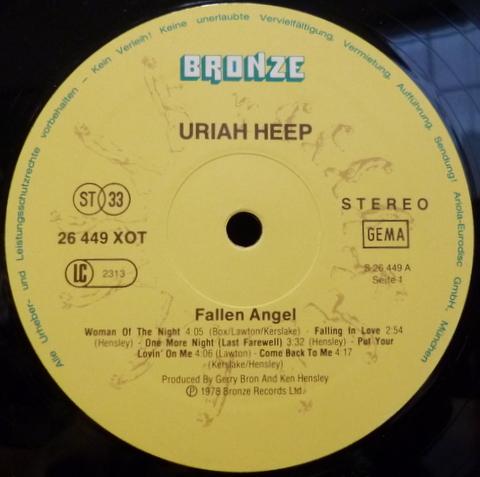 Alle Urheber- und Leistungsschutzrechte vorbehalten - Kein Verleih! Keine unerlaubte Vervielfältigung, Vermietung, Aufführung, Sendung! Ariola-Eurodisc GmbH, München
BRONZE
URIAH HEEP
ST 33
STEREO
26 449 XOT
GEMA
LC 2313
S 26 449 A
Seite 1
Fallen Angel
Woman Of The Night 4:05 (Box/Lawton/Kerslake) - Falling In Love 2:54
(Hensley) - One More Night (Last Farewell) 3:32 (Hensley) - Put Your
Lovin' On Me 4:06 (Lawton) - Come Back To Me 4:17
(Kerslake/Hensley)
Produced By Gerry Bron And Ken Hensley
℗ 1978 Bronze Records Ltd.